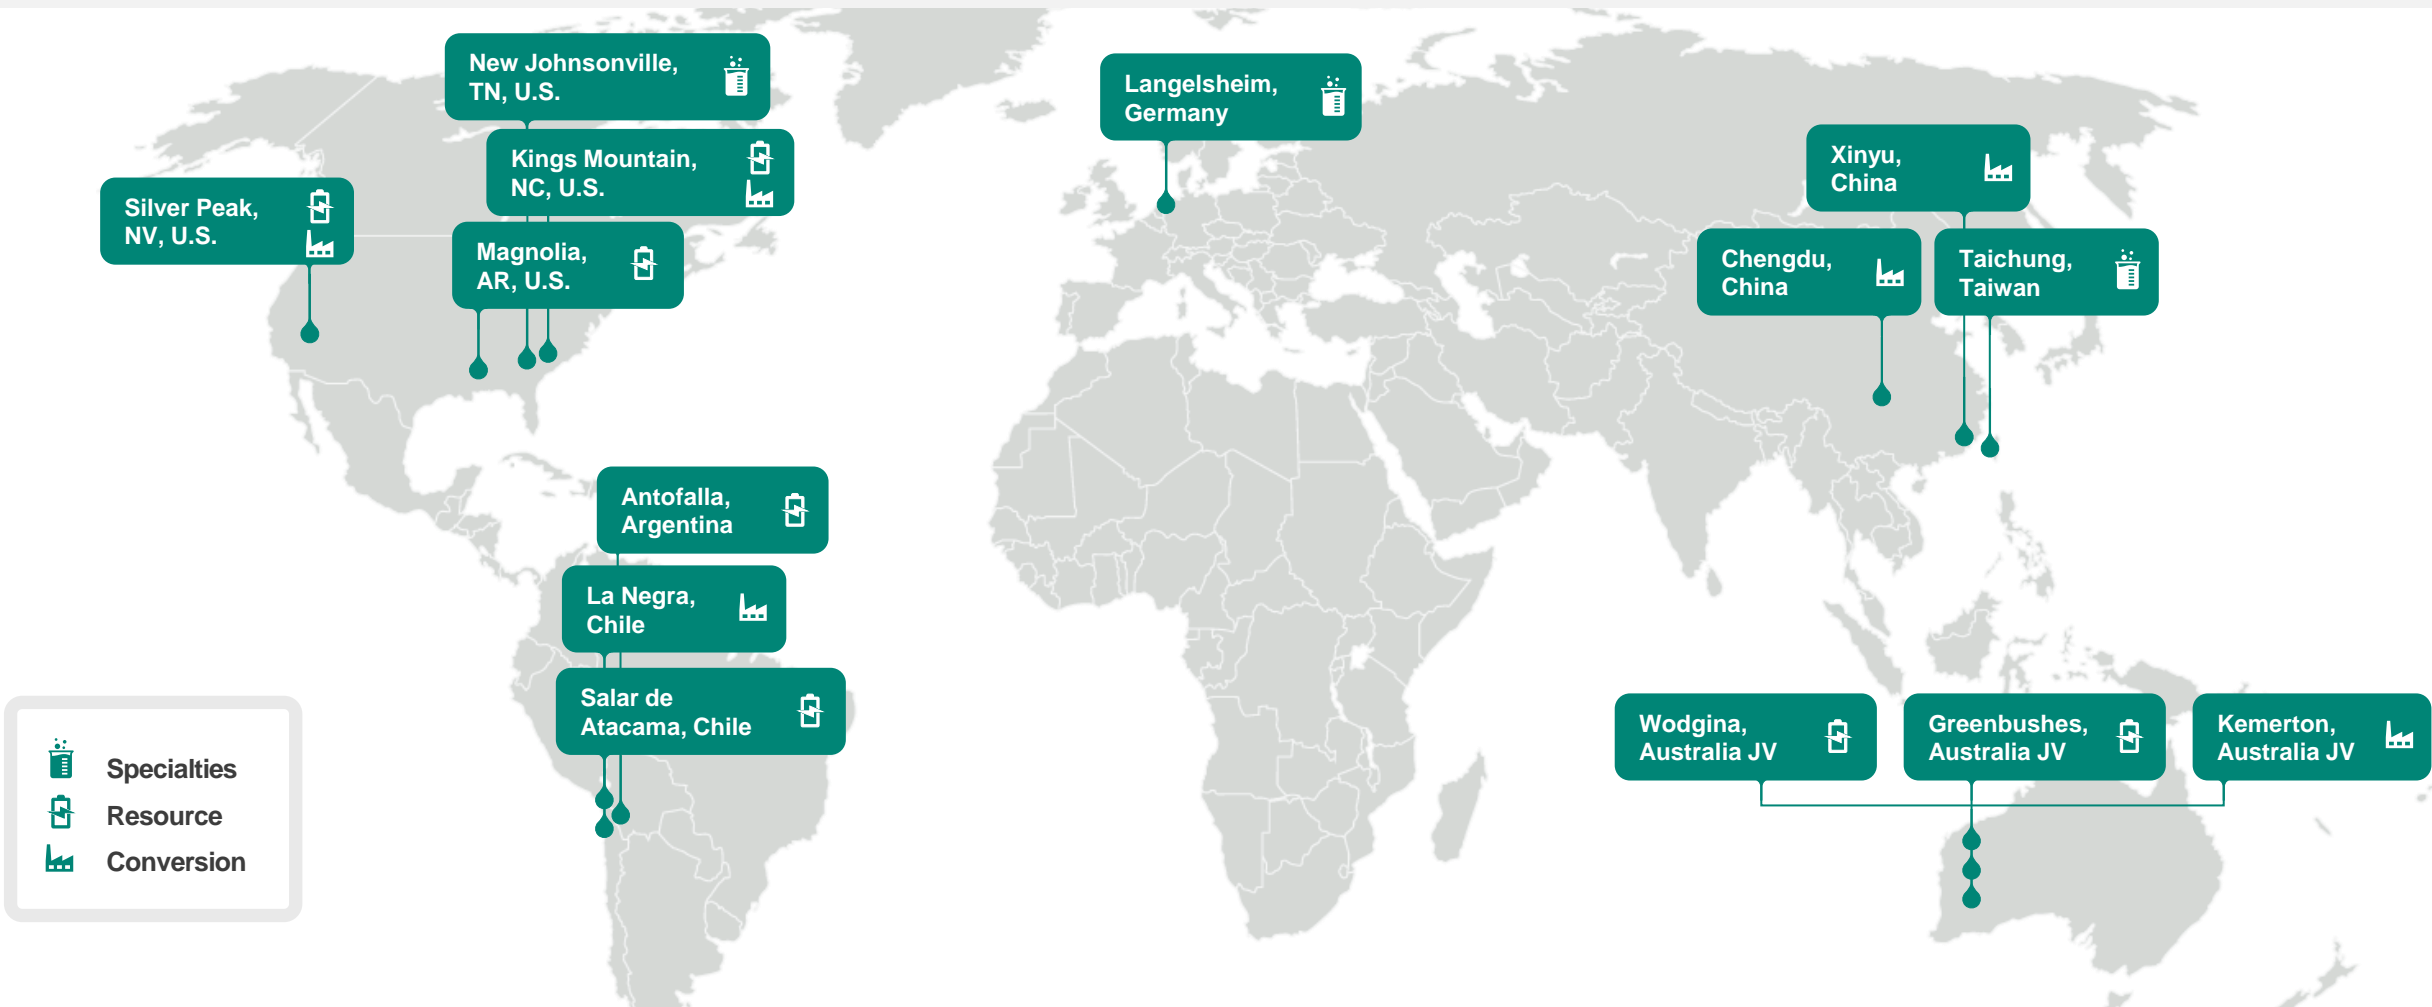 New Johnsonville,
TN, U.S.
Kings Mountain,
NC, U.S.
Silver Peak,
NV, U.S.
Magnolia,
AR, U.S.
Langelsheim,
Germany
Xinyu,
China
Chengdu,
China
Taichung,
Taiwan
Antofalla,
Argentina
La Negra,
Chile
Salar de
Atacama, Chile
Wodgina,
Australia JV
Greenbushes,
Australia JV
Kemerton,
Australia JV
Specialties
Resource
Conversion